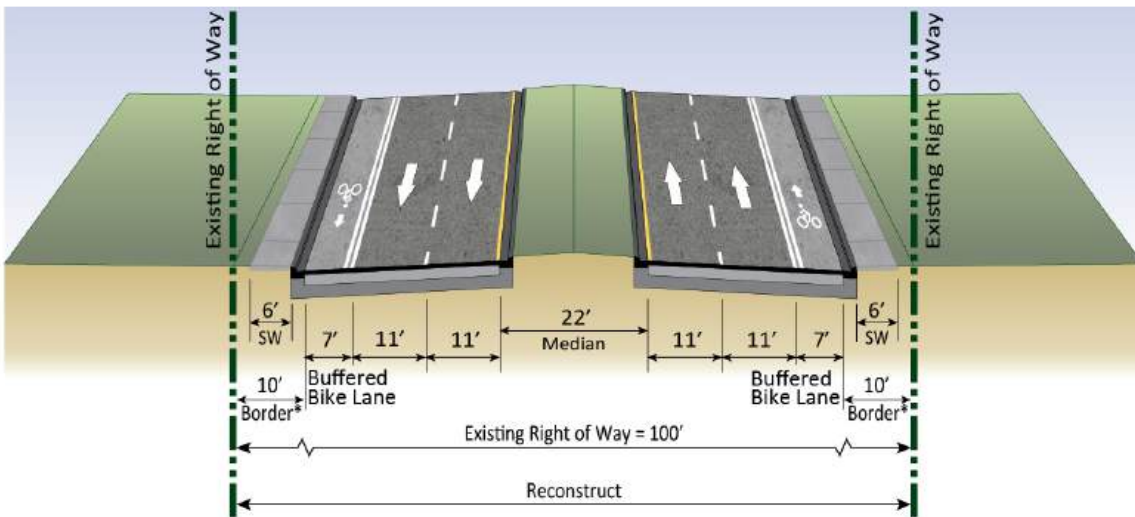 Existing Right of Way
Existing Right of Way
6'
SW
7'
11'
11'
22'
Median
11'
11'
7'
6'
SW
Buffered
Bike Lane
Buffered
Bike Lane
10'
Border*
10'
Border*
Existing Right of Way = 100'
Reconstruct